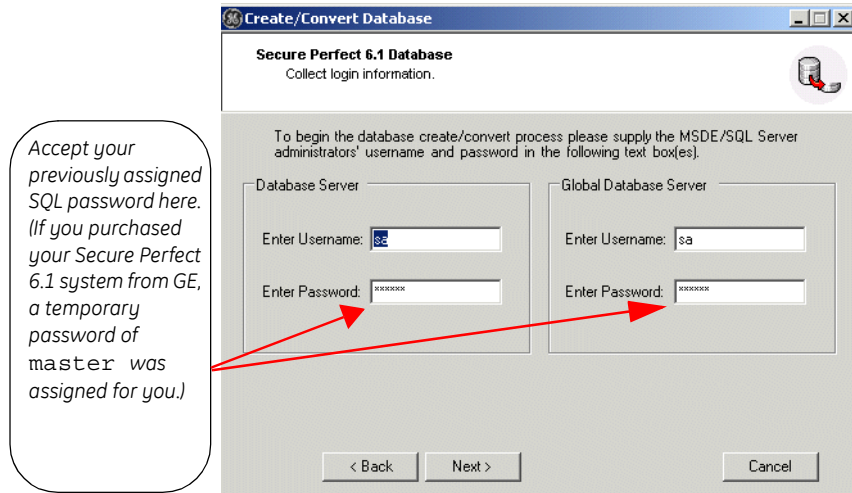 Create/Convert Database
Secure Perfect 6.1 Database
Collect login information.
Accept your
previously assigned
SQL password here.
(If you purchased
your Secure Perfect
6.1 system from GE,
a temporary
password of
master was
assigned for you.)
To begin the database create/convert process please supply the MSDE/SQL Server
administrators' username and password in the following text box(es).
Database Server
Enter Username: sa
Enter Password: ××××××
Global Database Server
Enter Username: sa
Enter Password: ××××××
< Back
Next >
Cancel